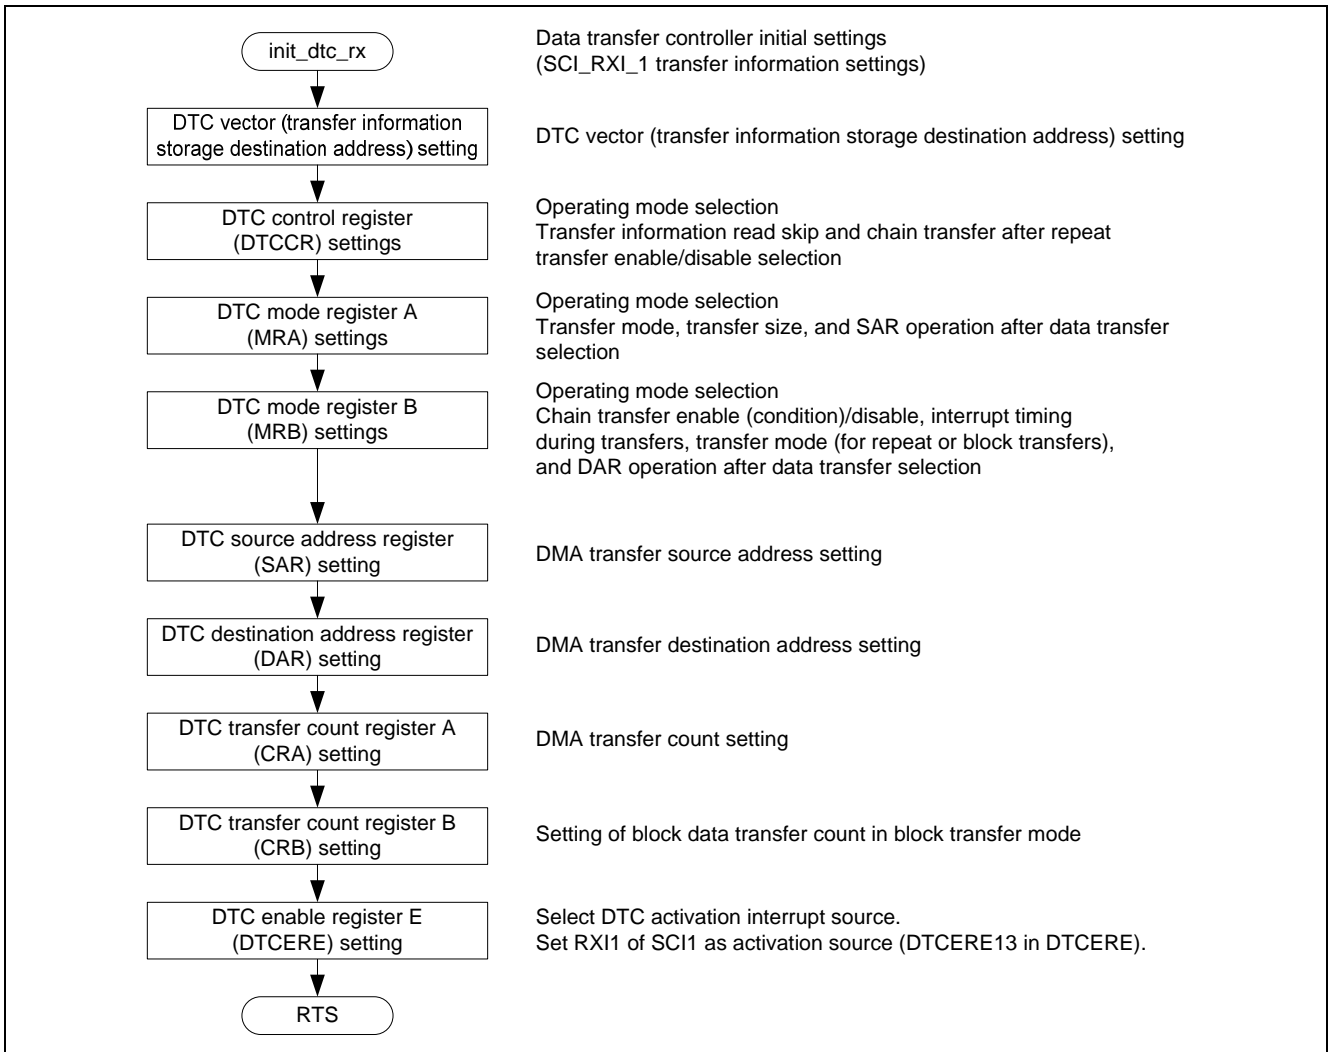 init_dtc_rx
Data transfer controller initial settings
(SCI_RXI_1 transfer information settings)
DTC vector (transfer information
storage destination address) setting
DTC vector (transfer information storage destination address) setting
DTC control register
(DTCCR) settings
Operating mode selection
Transfer information read skip and chain transfer after repeat
transfer enable/disable selection
DTC mode register A
(MRA) settings
Operating mode selection
Transfer mode, transfer size, and SAR operation after data transfer
selection
DTC mode register B
(MRB) settings
Operating mode selection
Chain transfer enable (condition)/disable, interrupt timing
during transfers, transfer mode (for repeat or block transfers),
and DAR operation after data transfer selection
DTC source address register
(SAR) setting
DMA transfer source address setting
DTC destination address register
(DAR) setting
DMA transfer destination address setting
DTC transfer count register A
(CRA) setting
DMA transfer count setting
DTC transfer count register B
(CRB) setting
Setting of block data transfer count in block transfer mode
DTC enable register E
(DTCERE) setting
Select DTC activation interrupt source.
Set RXI1 of SCI1 as activation source (DTCERE13 in DTCERE).
RTS